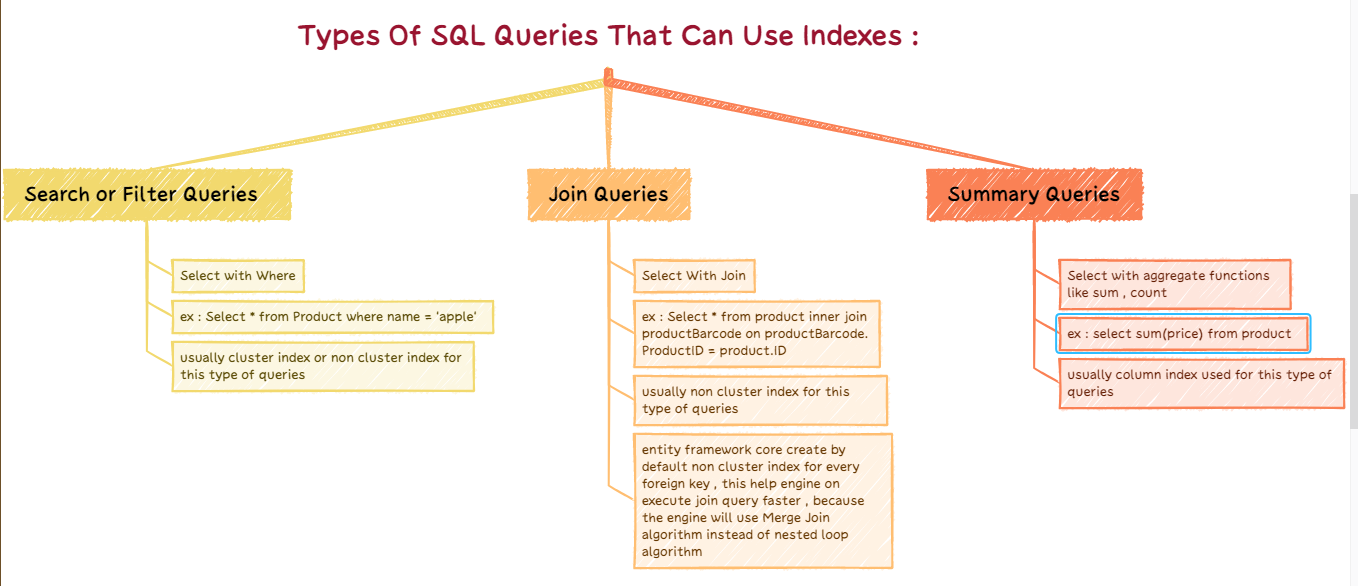 Types Of SQL Queries That Can Use Indexes :
Search or Filter Queries
Select with Where
ex : Select * from Product where name = 'apple'
usually cluster index or non cluster index for
this type of queries
Join Queries
Select With Join
ex : Select * from product inner join
productBarcode on productBarcode.
ProductID = product.ID
usually non cluster index for this
type of queries
entity framework core create by
default non cluster index for every
foreign key , this help engine on
execute join query faster , because
the engine will use Merge Join
algorithm instead of nested loop
algorithm
Summary Queries
Select with aggregate functions
like sum , count
ex : select sum(price) from product
usually column index used for this type of
queries